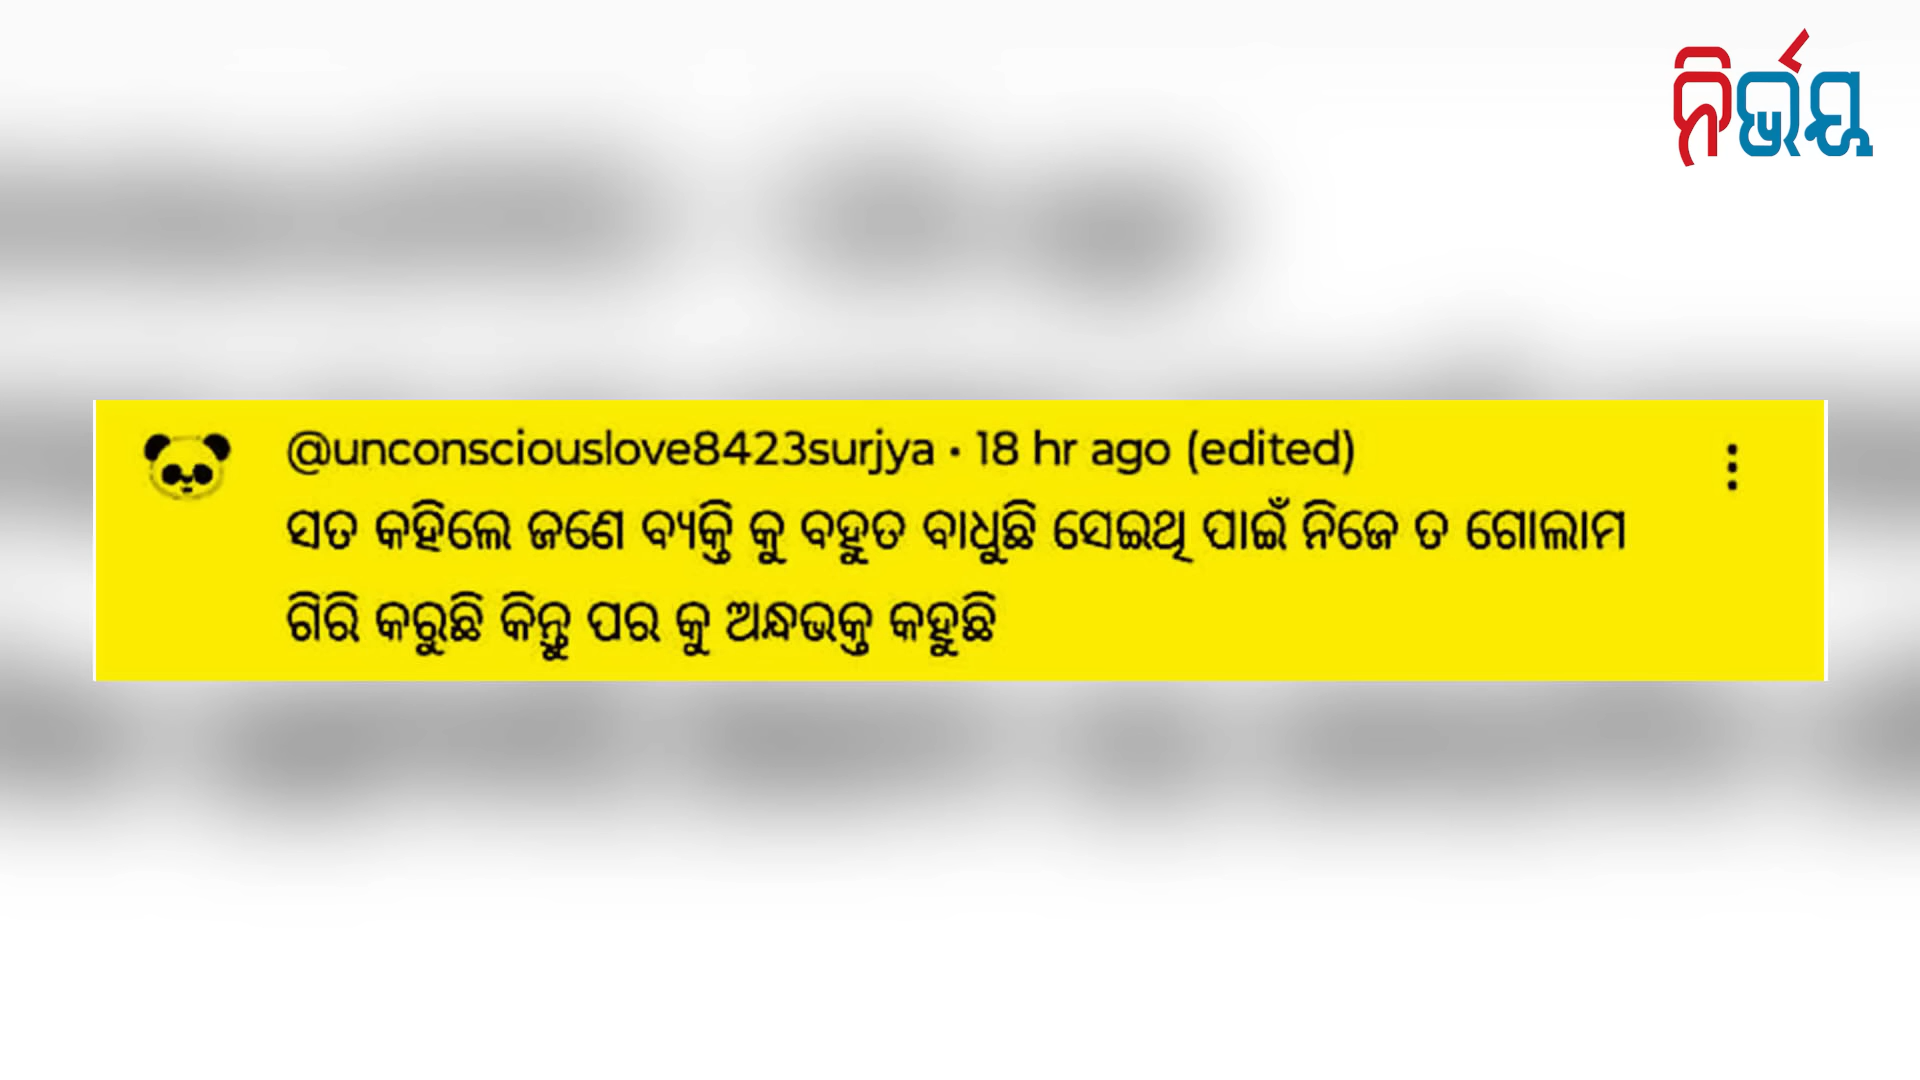 ନିର୍ଭୟ
@unconsciouslove8423surjya · 18 hr ago (edited)
ସତ କହିଲେ ଜଣେ ବ୍ୟକ୍ତି କୁ ବହୁତ ବାଧୁଛି ସେଇଥି ପାଇଁ ନିଜେ ତ ଗୋଲାମ
ଗିରି କରୁଛି କିନ୍ତୁ ପର କୁ ଅନ୍ଧଭକ୍ତ କହୁଛି